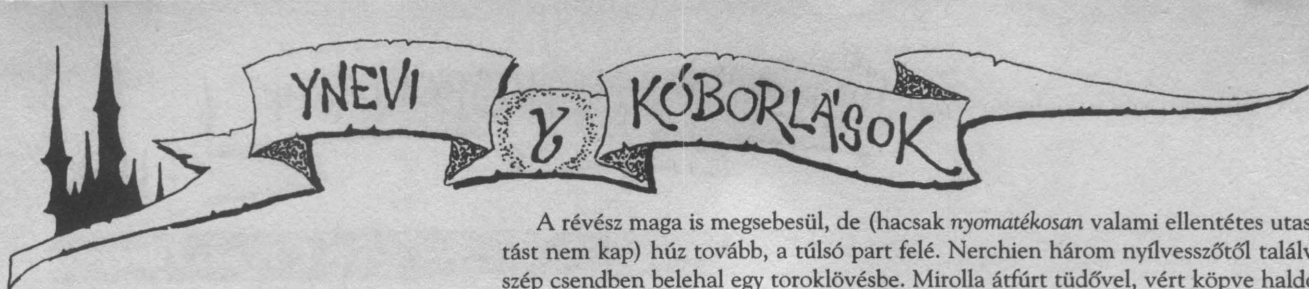 YNEVI
KÓBORLÁSOK
A révész maga is megsebesül, de (hacsak nyomatékosan valami ellentétes utas
tást nem kap) húz tovább, a túlsó part felé. Nerchien három nyílvesszőtől találv
szép csendben belehal egy toroklövésbe. Mirolla átfúrt tüdővel, vért köpve halde